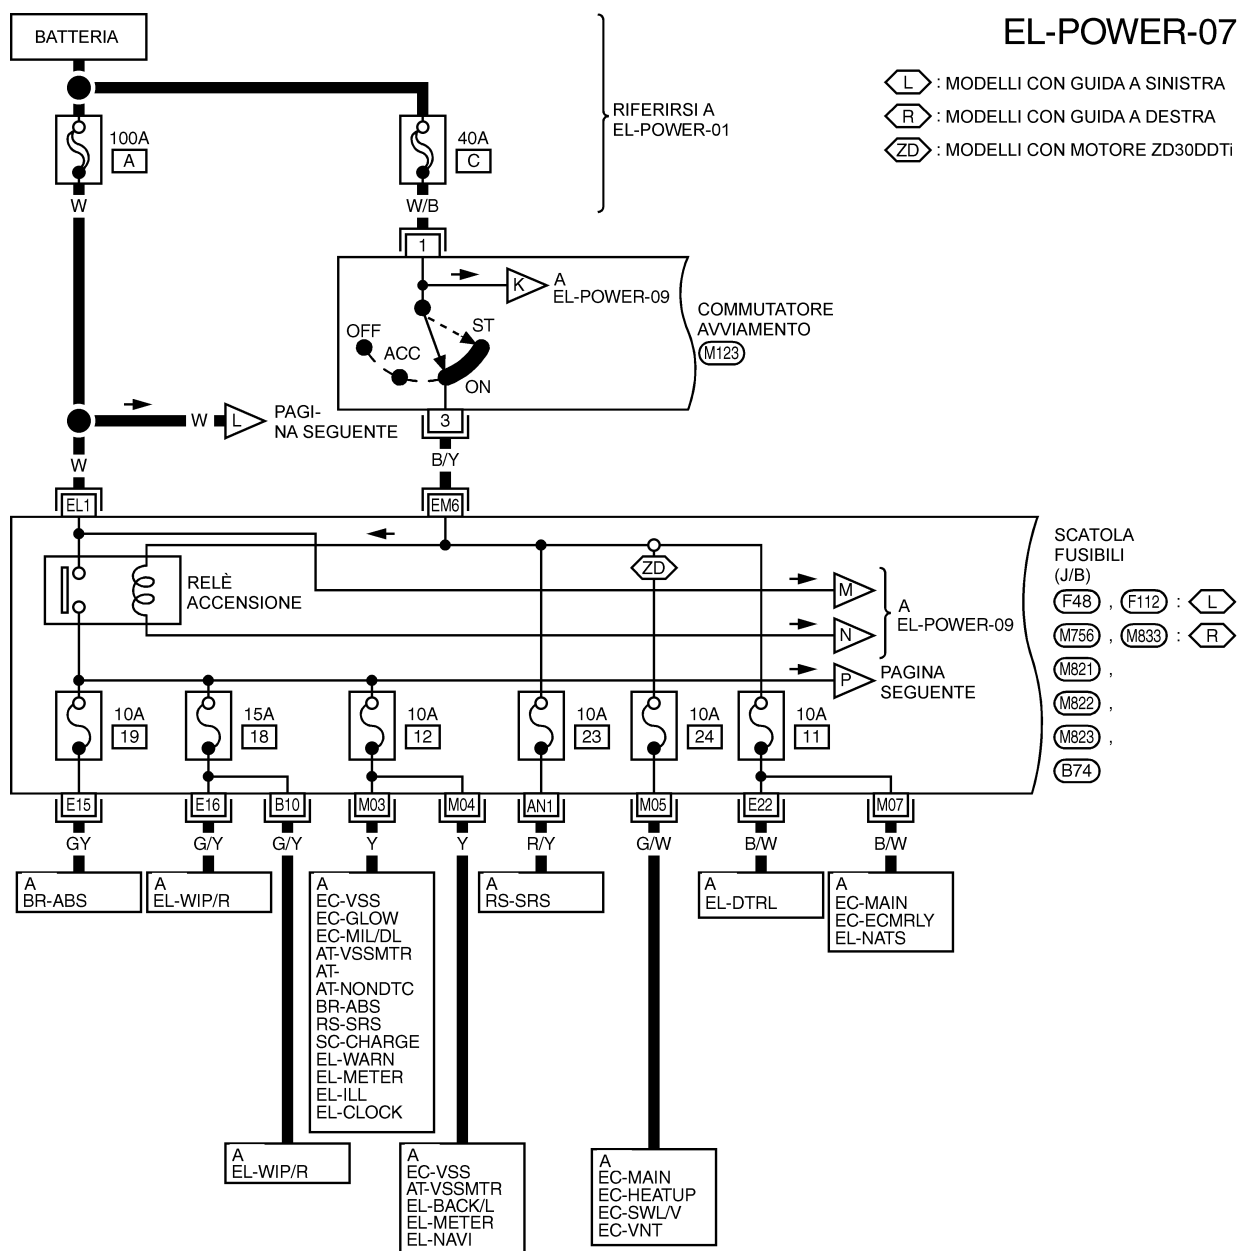 EL-POWER-07
BATTERIA
L : MODELLI CON GUIDA A SINISTRA
R : MODELLI CON GUIDA A DESTRA
ZD : MODELLI CON MOTORE ZD30DDTi
RIFERIRSI A
EL-POWER-01
100A
A
40A
C
W
W/B
1
K
A
EL-POWER-09
OFF
ACC
ST
ON
COMMUTATORE
AVVIAMENTO
M123
3
W
L
PAGI-
NA SEGUENTE
W
B/Y
EL1
EM6
SCATOLA
FUSIBILI
(J/B)
F48 , F112 : L
M756 , M833 : R
M821 ,
M822 ,
M823 ,
B74
RELÈ
ACCENSIONE
ZD
M
N
A
EL-POWER-09
P
PAGINA
SEGUENTE
10A
19
15A
18
10A
12
10A
23
10A
24
10A
11
E15
E16
B10
M03
M04
AN1
M05
E22
M07
GY
G/Y
G/Y
Y
Y
R/Y
G/W
B/W
B/W
A
BR-ABS
A
EL-WIP/R
A
EC-VSS
EC-GLOW
EC-MIL/DL
AT-VSSMTR
AT-
AT-NONDTC
BR-ABS
RS-SRS
SC-CHARGE
EL-WARN
EL-METER
EL-ILL
EL-CLOCK
A
RS-SRS
A
EL-DTRL
A
EC-MAIN
EC-ECMRLY
EL-NATS
A
EL-WIP/R
A
EC-VSS
AT-VSSMTR
EL-BACK/L
EL-METER
EL-NAVI
A
EC-MAIN
EC-HEATUP
EC-SWL/V
EC-VNT